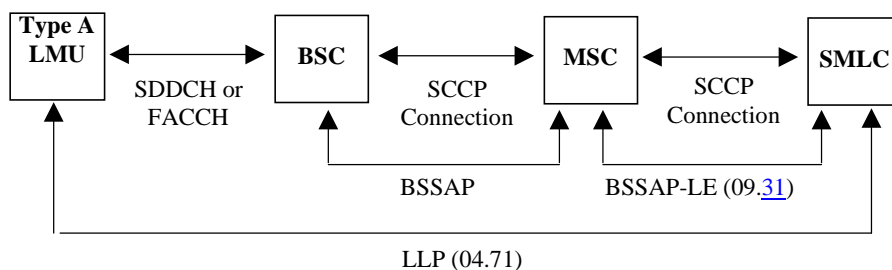 Type A
LMU
BSC
MSC
SMLC
SDDCH or
FACCH
SCCP
Connection
SCCP
Connection
BSSAP
BSSAP-LE (09.31)
LLP (04.71)